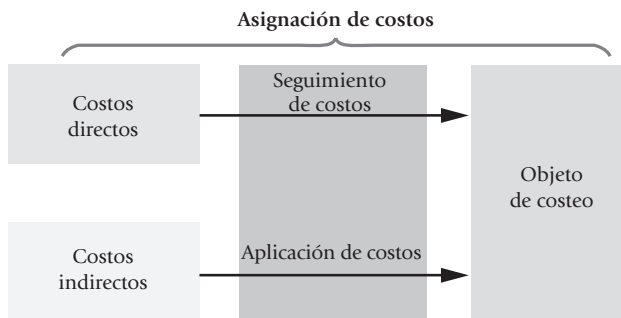 Asignación de costos
Costos
directos
Seguimiento
de costos
Objeto
de costeo
Costos
indirectos
Aplicación de costos